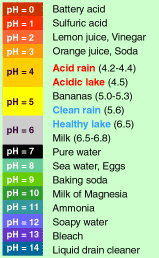 pH = 0 Battery acid
pH = 1 Sulfuric acid
pH = 2 Lemon juice, Vinegar
pH = 3 Orange juice, Soda
pH = 4 Acid rain (4.2-4.4)
Acidic lake (4.5)
pH = 5 Bananas (5.0-5.3)
Clean rain (5.6)
pH = 6 Healthy lake (6.5)
Milk (6.5-6.8)
pH = 7 Pure water
pH = 8 Sea water, Eggs
pH = 9 Baking soda
pH = 10 Milk of Magnesia
pH = 11 Ammonia
pH = 12 Soapy water
pH = 13 Bleach
pH = 14 Liquid drain cleaner